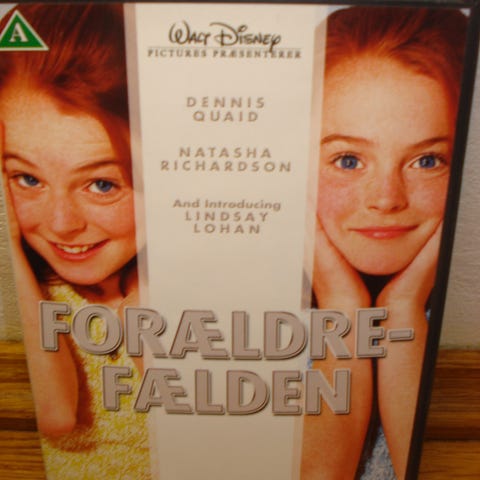 A
Walt Disney
PICTURES PRÆSENTERER
DENNIS
QUAID
NATASHA
RICHARDSON
And Introducing
LINDSAY
LOHAN
FORÆLDRE-
FÆLDEN